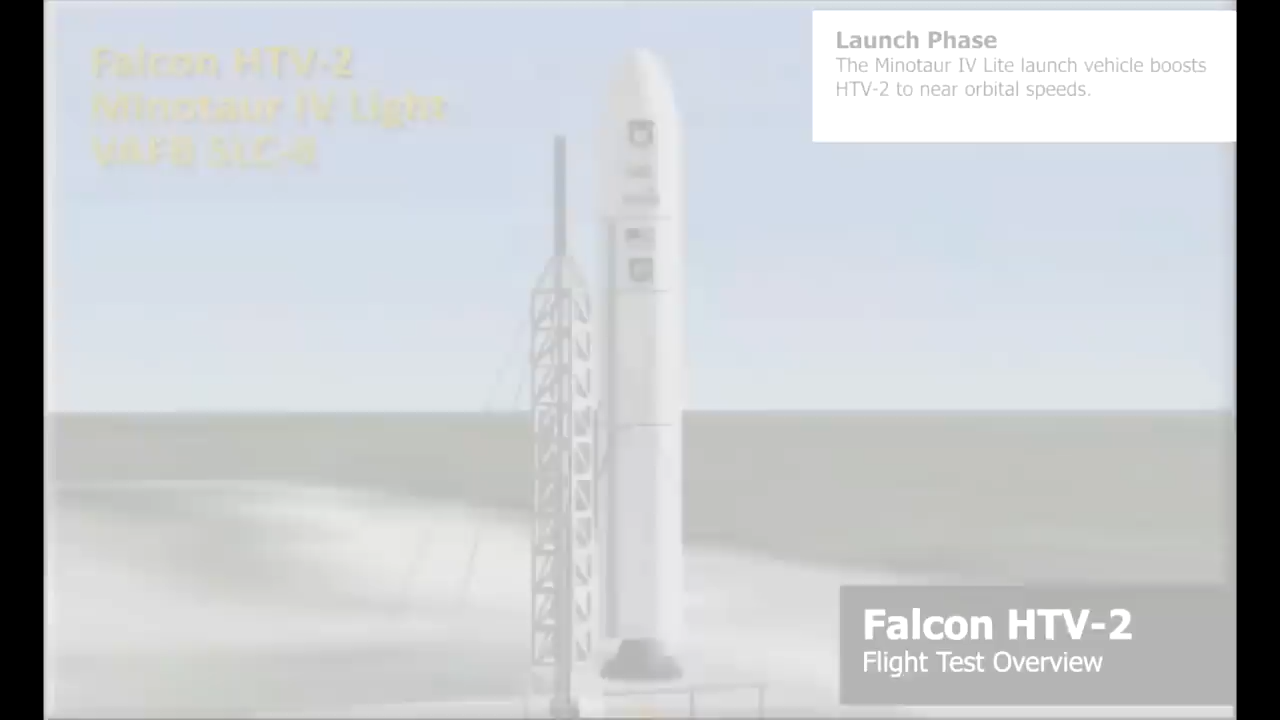 Falcon HTV-2
Minotaur IV Light
VAFB SLC-8
Launch Phase
The Minotaur IV Lite launch vehicle boosts
HTV-2 to near orbital speeds.
Falcon HTV-2
Flight Test Overview